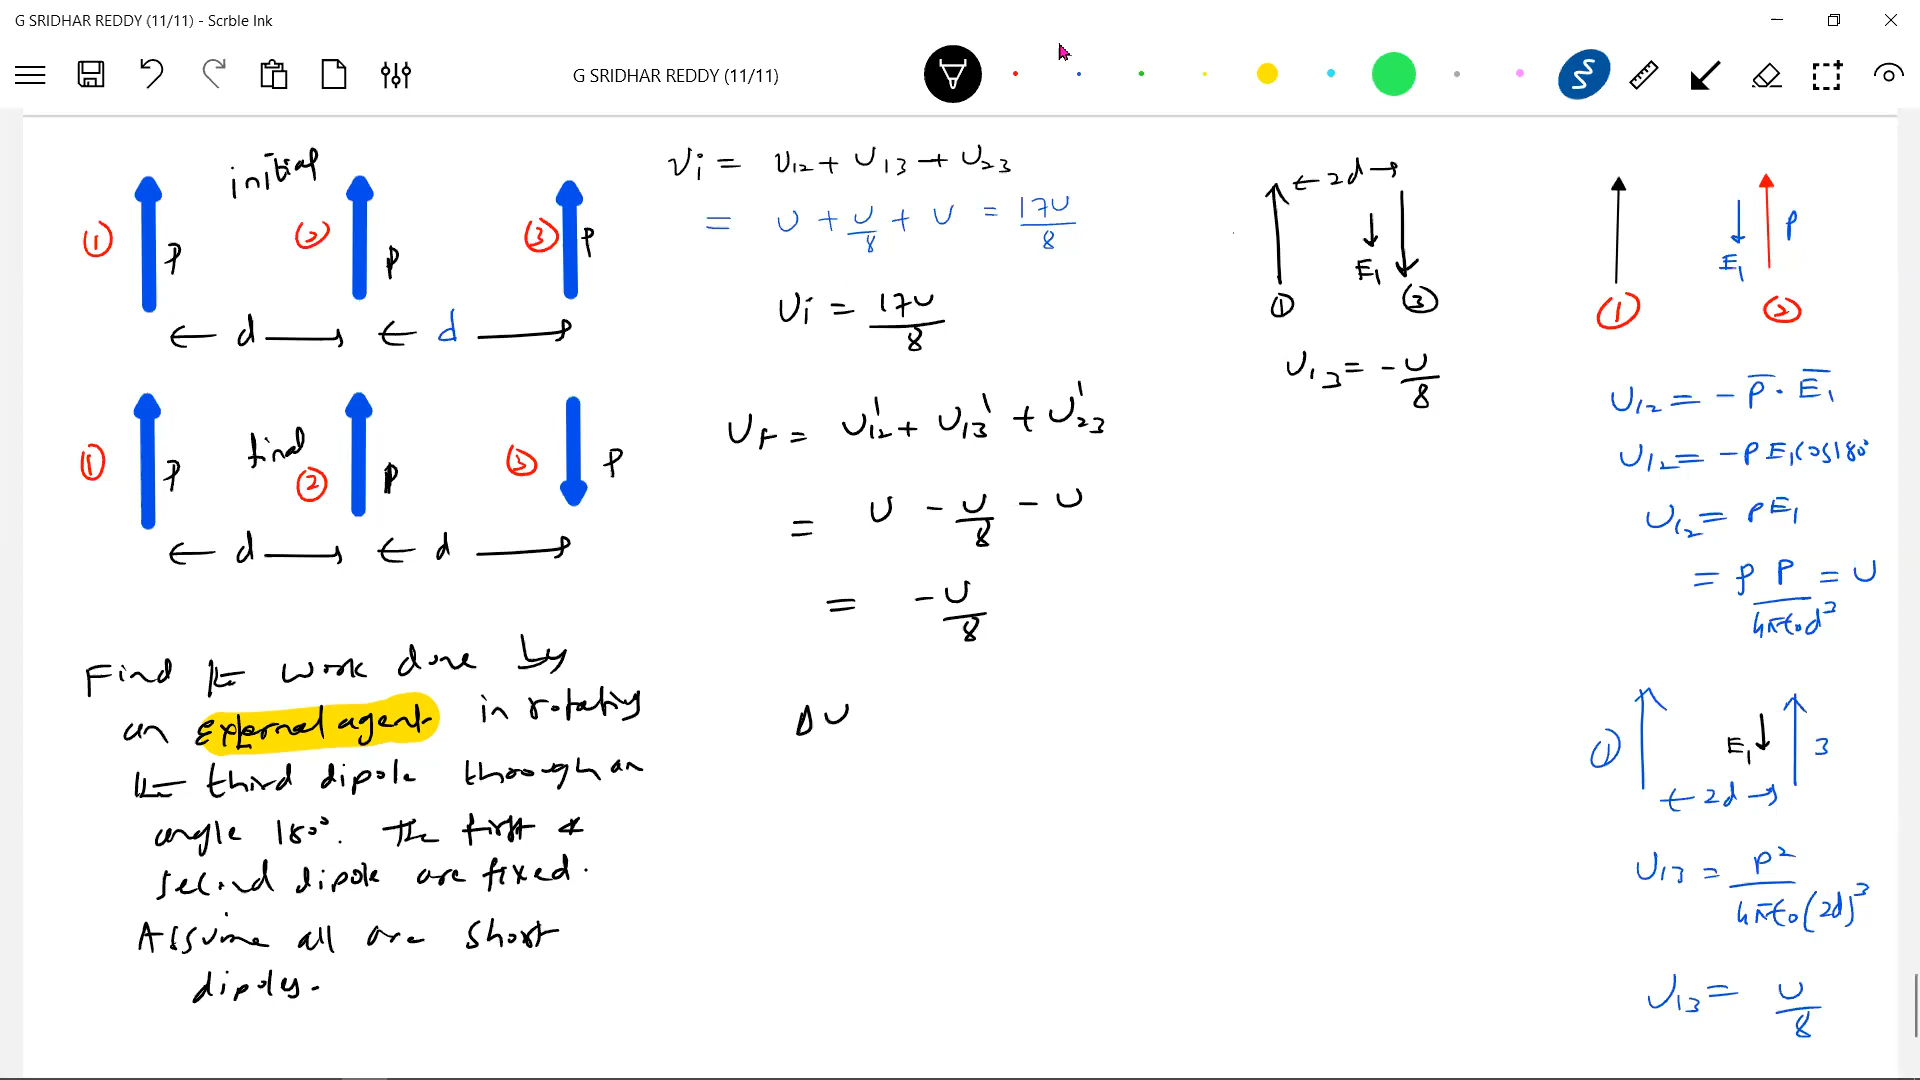 G SRIDHAR REDDY (11/11) - Scrble Ink
G SRIDHAR REDDY (11/11)
initial
① P ② P ③ P
← d → ← d →
final
① P ② P ③ P
← d → ← d →
Find the work done by
an external agent in rotating
the third dipole through an
angle 180°. The first &
second dipole are fixed.
Assume all are short
dipoles.
Ui = U12 + U13 + U23
= U + U/8 + U = 17U/8
Ui = 17U/8
UF = U'12 + U'13 + U'23
= U - U/8 - U
= -U/8
ΔU
← 2d →
E1
① ③
U13 = -U/8
E1 P
① ②
U12 = -P̅ · E̅1
U12 = -PE1 cos180°
U12 = PE1
= P P/4πε0d³ = U
① E1 3
← 2d →
U13 = P²/4πε0(2d)³
U13 = U/8